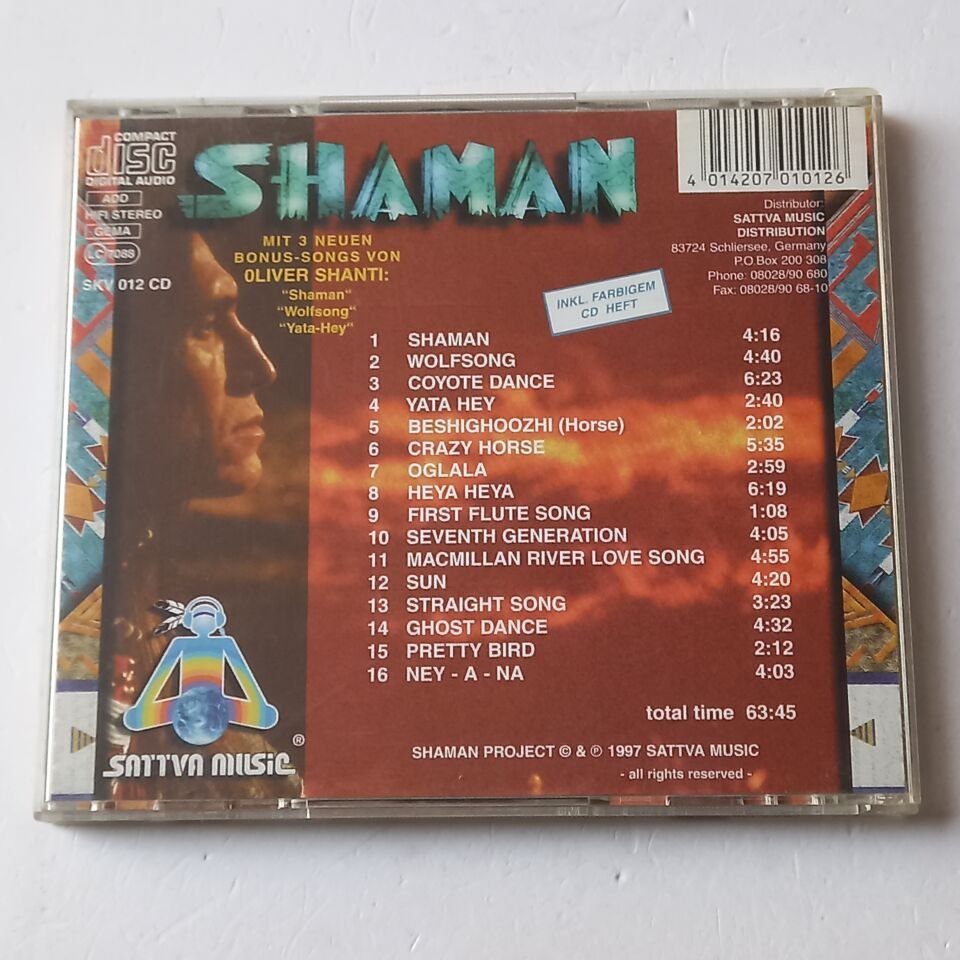 COMPACT
disc
DIGITAL AUDIO
ADD
HIFI STEREO
GEMA
LC 7088
SKV 012 CD
SHAMAN
4 014207 010126
Distributor:
SATTVA MUSIC
DISTRIBUTION
83724 Schliersee, Germany
P.O.Box 200 308
Phone: 08028/90 680
Fax: 08028/90 68-10
MIT 3 NEUEN
BONUS-SONGS VON
OLIVER SHANTI:
"Shaman"
"Wolfsong"
"Yata-Hey"
INKL. FARBIGEM
CD HEFT
1 SHAMAN 4:16
2 WOLFSONG 4:40
3 COYOTE DANCE 6:23
4 YATA HEY 2:40
5 BESHIGHOOZHI (Horse) 2:02
6 CRAZY HORSE 5:35
7 OGLALA 2:59
8 HEYA HEYA 6:19
9 FIRST FLUTE SONG 1:08
10 SEVENTH GENERATION 4:05
11 MACMILLAN RIVER LOVE SONG 4:55
12 SUN 4:20
13 STRAIGHT SONG 3:23
14 GHOST DANCE 4:32
15 PRETTY BIRD 2:12
16 NEY - A - NA 4:03
total time 63:45
SATTVA MUSIC ®
SHAMAN PROJECT © & ℗ 1997 SATTVA MUSIC
- all rights reserved -